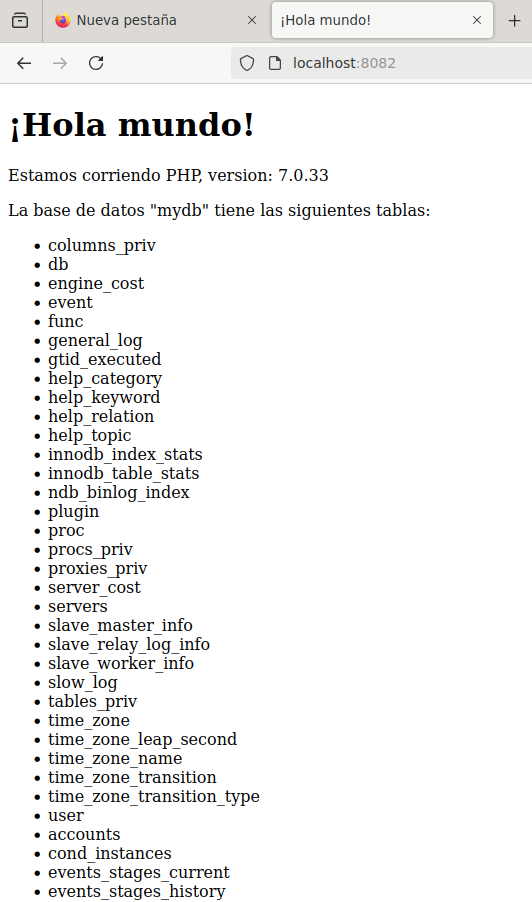 Nueva pestaña
¡Hola mundo!
localhost:8082
¡Hola mundo!
Estamos corriendo PHP, version: 7.0.33
La base de datos "mydb" tiene las siguientes tablas:
columns_priv
db
engine_cost
event
func
general_log
gtid_executed
help_category
help_keyword
help_relation
help_topic
innodb_index_stats
innodb_table_stats
ndb_binlog_index
plugin
proc
procs_priv
proxies_priv
server_cost
servers
slave_master_info
slave_relay_log_info
slave_worker_info
slow_log
tables_priv
time_zone
time_zone_leap_second
time_zone_name
time_zone_transition
time_zone_transition_type
user
accounts
cond_instances
events_stages_current
events_stages_history